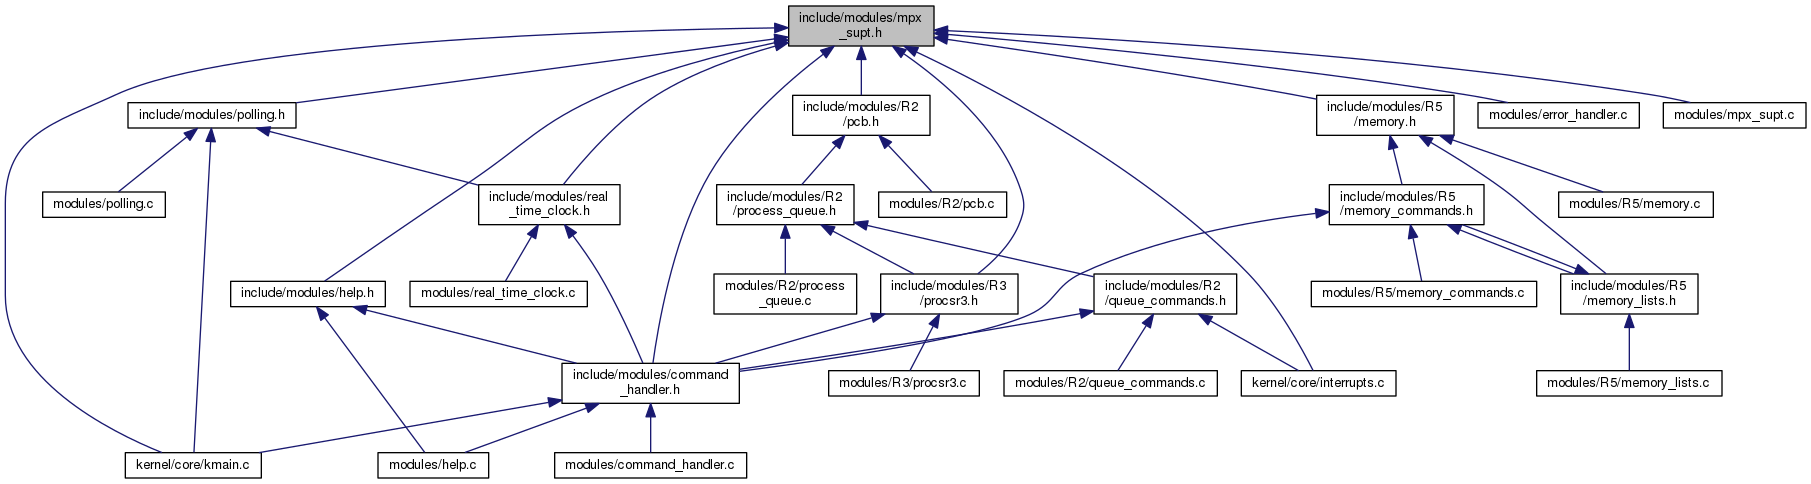 include/modules/mpx
_supt.h
include/modules/polling.h
include/modules/R2
/pcb.h
include/modules/R5
/memory.h
modules/error_handler.c
modules/mpx_supt.c
modules/polling.c
include/modules/real
_time_clock.h
include/modules/R2
/process_queue.h
modules/R2/pcb.c
include/modules/R5
/memory_commands.h
modules/R5/memory.c
include/modules/help.h
modules/real_time_clock.c
modules/R2/process
_queue.c
include/modules/R3
/procsr3.h
include/modules/R2
/queue_commands.h
modules/R5/memory_commands.c
include/modules/R5
/memory_lists.h
include/modules/command
_handler.h
modules/R3/procsr3.c
modules/R2/queue_commands.c
kernel/core/interrupts.c
modules/R5/memory_lists.c
kernel/core/kmain.c
modules/help.c
modules/command_handler.c